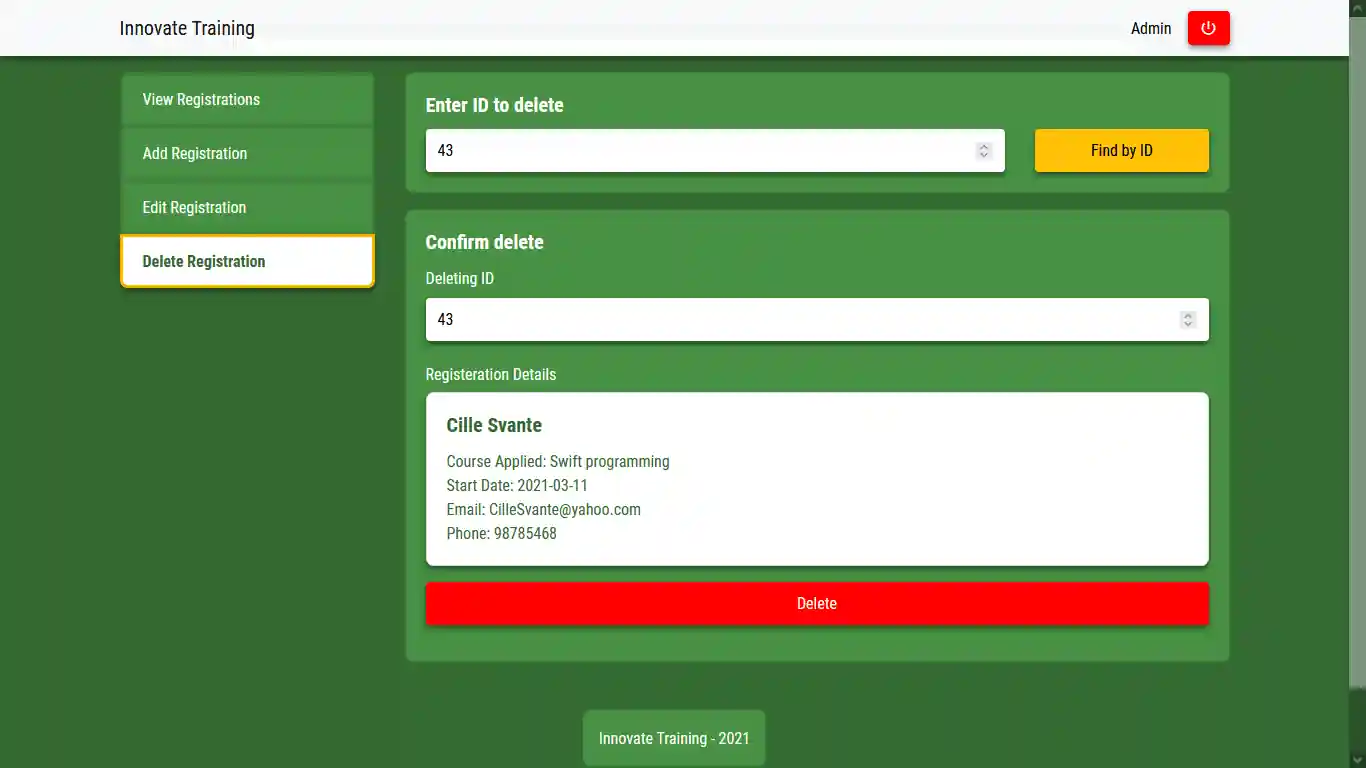 Innovate Training
Admin
View Registrations
Add Registration
Edit Registration
Delete Registration
Enter ID to delete
43
Find by ID
Confirm delete
Deleting ID
43
Registeration Details
Cille Svante
Course Applied: Swift programming
Start Date: 2021-03-11
Email: CilleSvante@yahoo.com
Phone: 98785468
Delete
Innovate Training - 2021